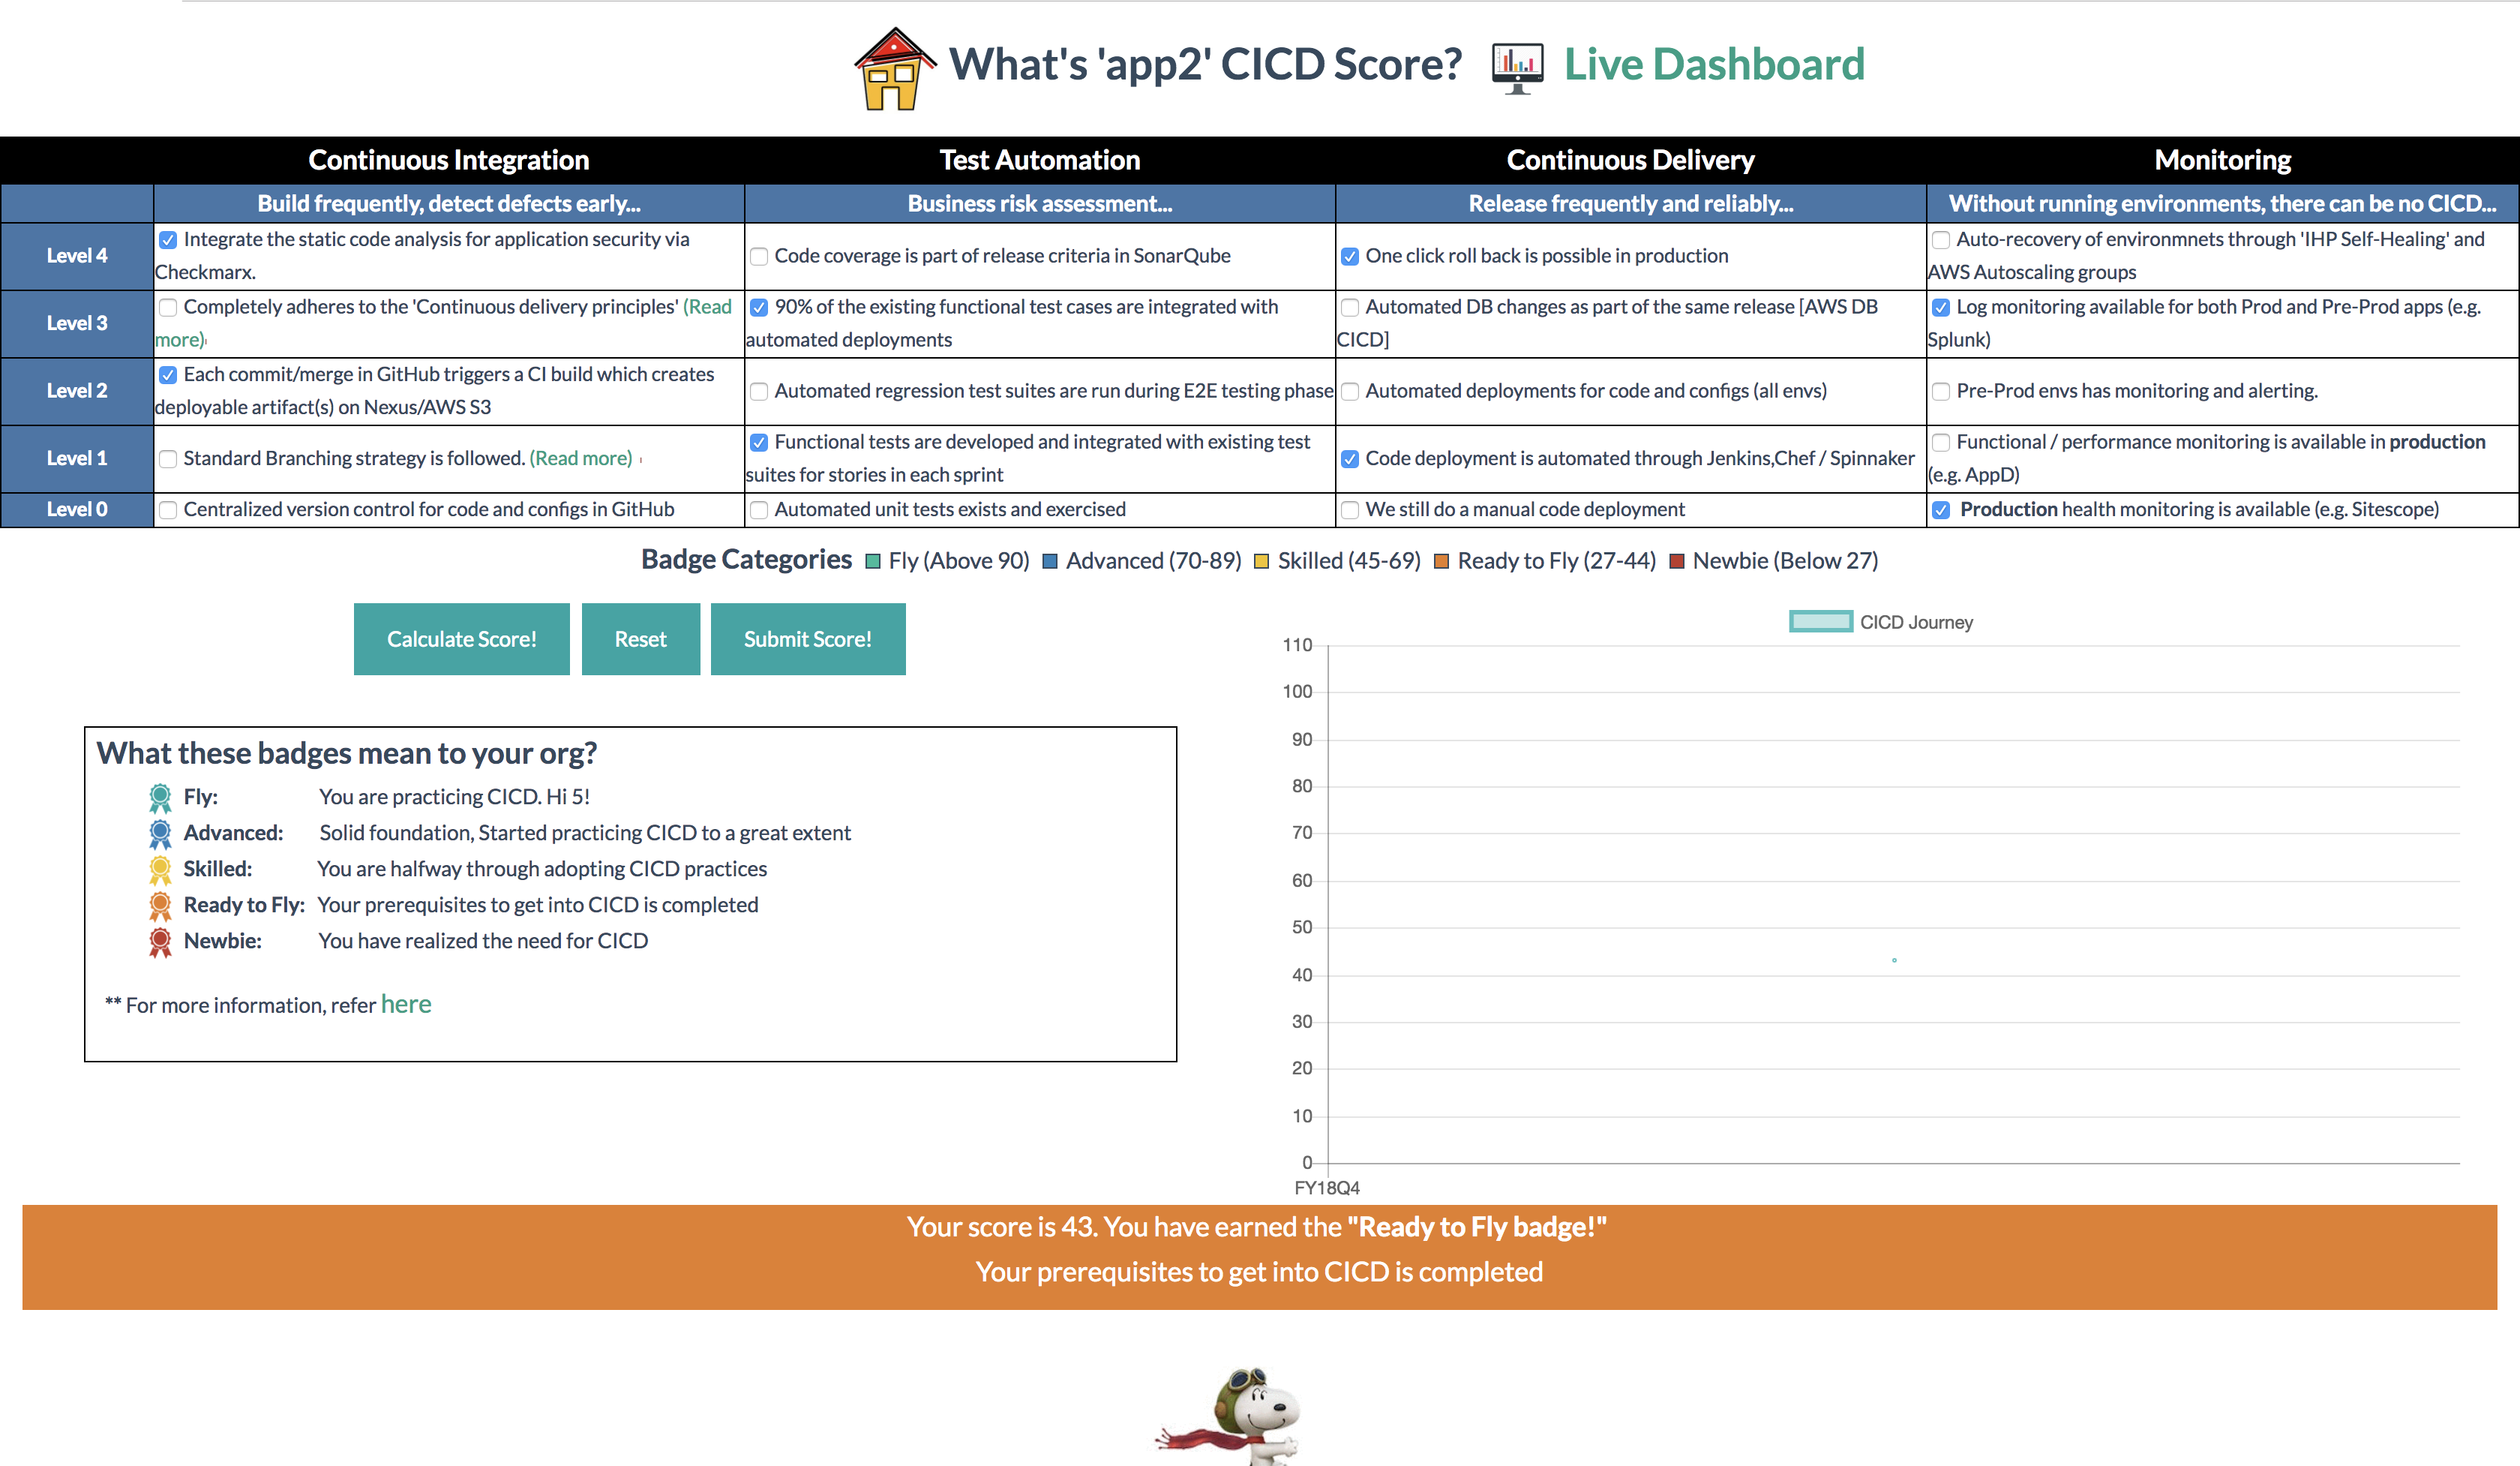 What's 'app2' CICD Score? Live Dashboard
Continuous Integration Test Automation Continuous Delivery Monitoring
Build frequently, detect defects early... Business risk assessment... Release frequently and reliably... Without running environments, there can be no CICD...
Level 4
Integrate the static code analysis for application security via
Checkmarx.
Code coverage is part of release criteria in SonarQube
One click roll back is possible in production
Auto-recovery of environmnets through 'IHP Self-Healing' and
AWS Autoscaling groups
Level 3
Completely adheres to the 'Continuous delivery principles' (Read
more)
90% of the existing functional test cases are integrated with
automated deployments
Automated DB changes as part of the same release [AWS DB
CICD]
Log monitoring available for both Prod and Pre-Prod apps (e.g.
Splunk)
Level 2
Each commit/merge in GitHub triggers a CI build which creates
deployable artifact(s) on Nexus/AWS S3
Automated regression test suites are run during E2E testing phase
Automated deployments for code and configs (all envs)
Pre-Prod envs has monitoring and alerting.
Level 1
Standard Branching strategy is followed. (Read more)
Functional tests are developed and integrated with existing test
suites for stories in each sprint
Code deployment is automated through Jenkins,Chef / Spinnaker
Functional / performance monitoring is available in production
(e.g. AppD)
Level 0
Centralized version control for code and configs in GitHub
Automated unit tests exists and exercised
We still do a manual code deployment
Production health monitoring is available (e.g. Sitescope)
Badge Categories Fly (Above 90) Advanced (70-89) Skilled (45-69) Ready to Fly (27-44) Newbie (Below 27)
Calculate Score! Reset Submit Score!
What these badges mean to your org?
Fly: You are practicing CICD. Hi 5!
Advanced: Solid foundation, Started practicing CICD to a great extent
Skilled: You are halfway through adopting CICD practices
Ready to Fly: Your prerequisites to get into CICD is completed
Newbie: You have realized the need for CICD
** For more information, refer here
CICD Journey
110
100
90
80
70
60
50
40
30
20
10
0
FY18Q4
Your score is 43. You have earned the "Ready to Fly badge!"
Your prerequisites to get into CICD is completed